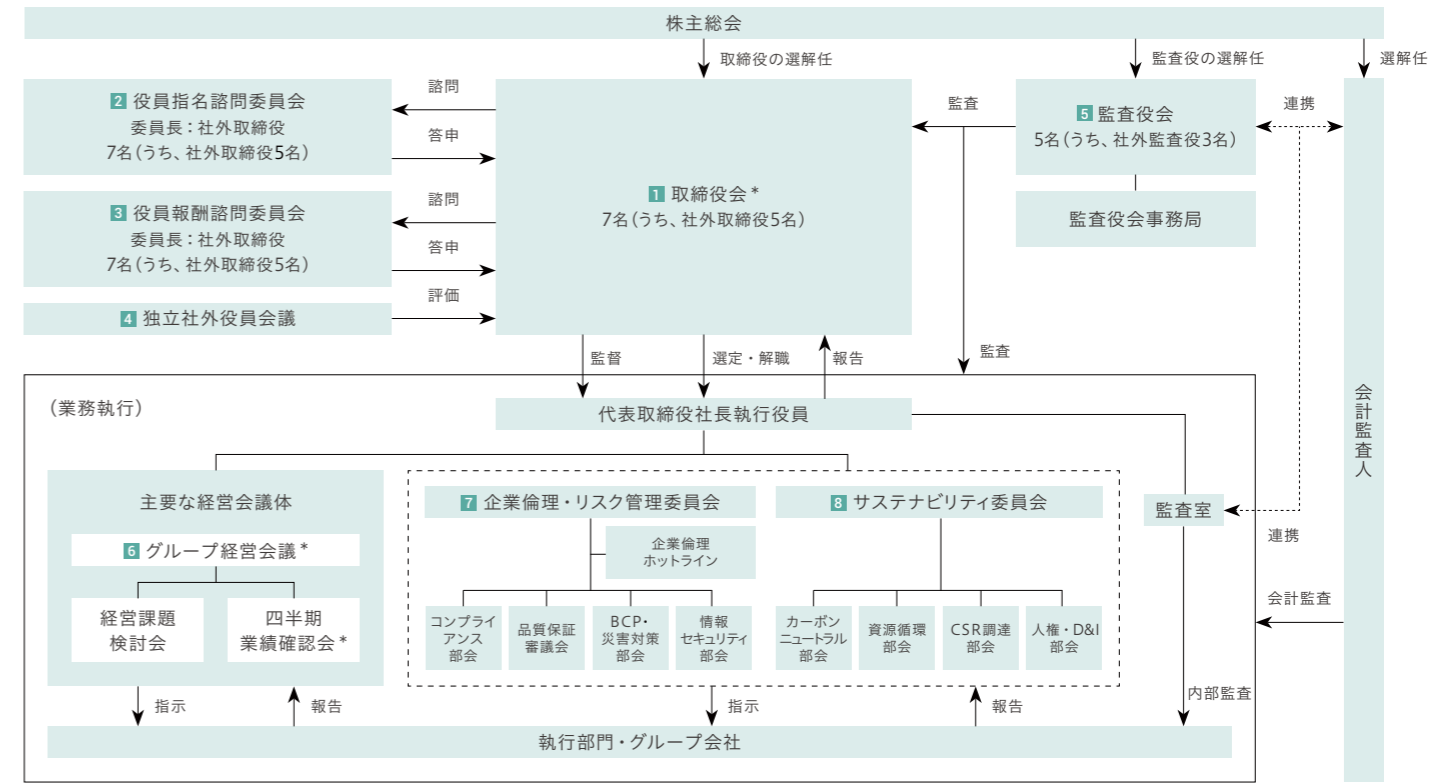 株主総会
取締役の選解任
監査役の選解任
選解任
2 役員指名諮問委員会
委員長：社外取締役
7名（うち、社外取締役5名）
諮問
答申
3 役員報酬諮問委員会
委員長：社外取締役
7名（うち、社外取締役5名）
諮問
答申
4 独立社外役員会議
評価
1 取締役会*
7名（うち、社外取締役5名）
監査
5 監査役会
5名（うち、社外監査役3名）
連携
監査役会事務局
監督
選定・解職
報告
監査
会計監査人
（業務執行）
代表取締役社長執行役員
主要な経営会議体
6 グループ経営会議*
経営課題
検討会
四半期
業績確認会*
7 企業倫理・リスク管理委員会
企業倫理
ホットライン
コンプライ
アンス
部会
品質保証
審議会
BCP・
災害対策
部会
情報
セキュリティ
部会
8 サステナビリティ委員会
カーボン
ニュートラル
部会
資源循環
部会
CSR調達
部会
人権・D&I
部会
監査室
連携
会計監査
内部監査
指示
報告
指示
報告
執行部門・グループ会社